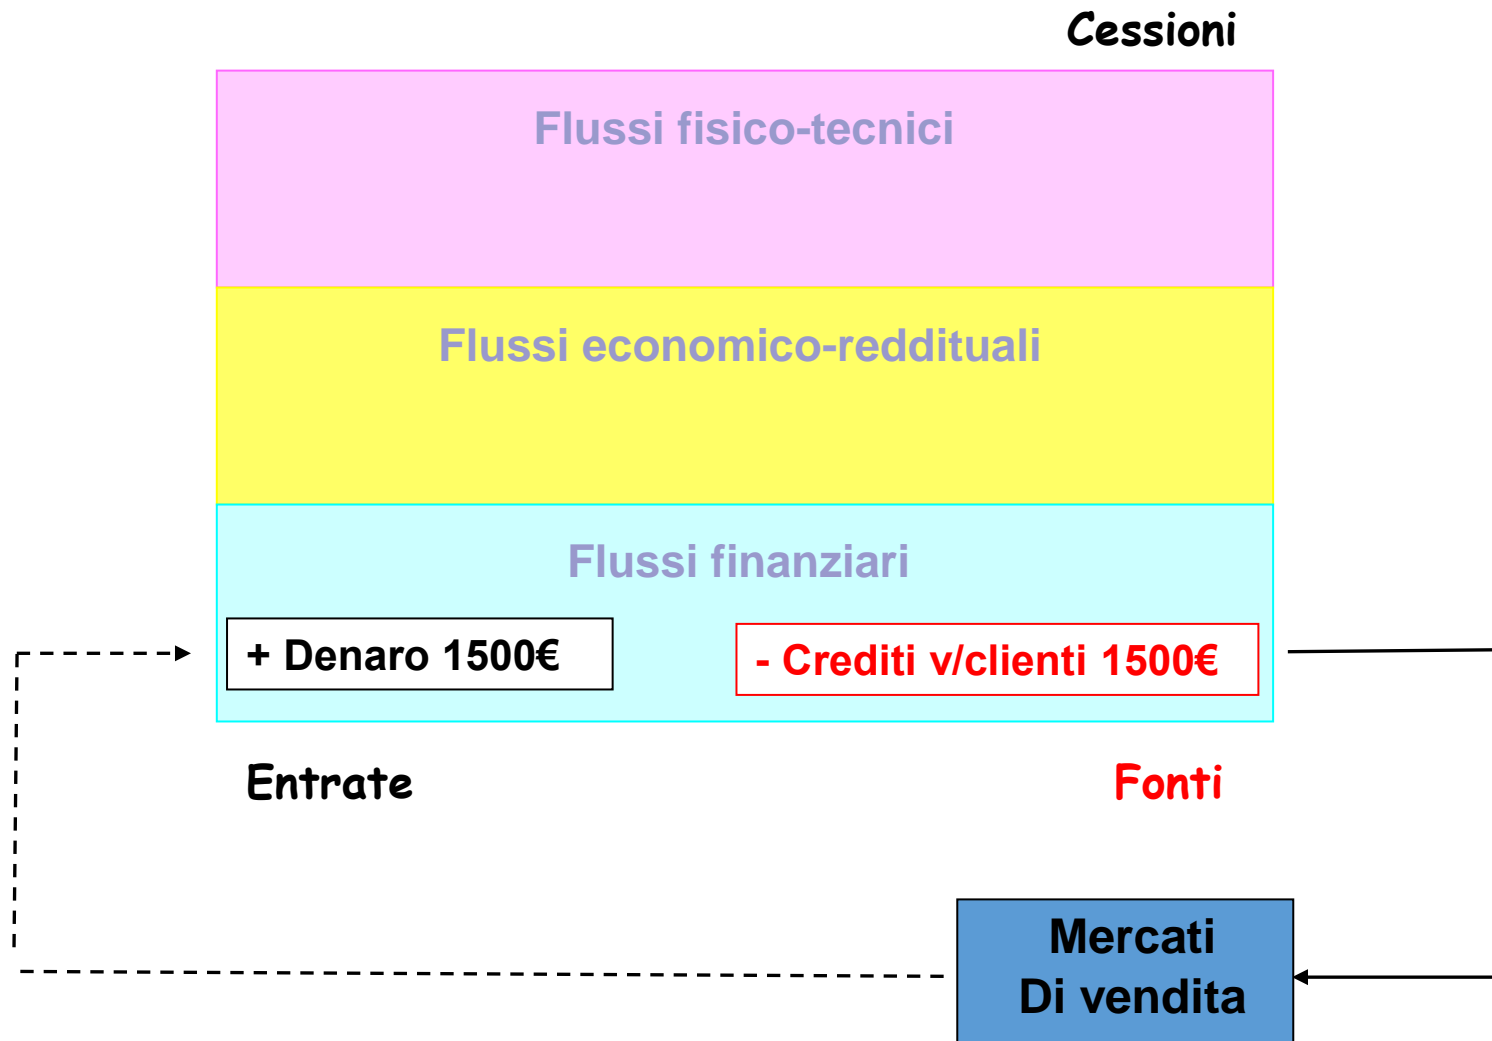 Cessioni
Flussi fisico-tecnici
Flussi economico-reddituali
Flussi finanziari
+ Denaro 1500€
- Crediti v/clienti 1500€
Entrate
Fonti
Mercati
Di vendita